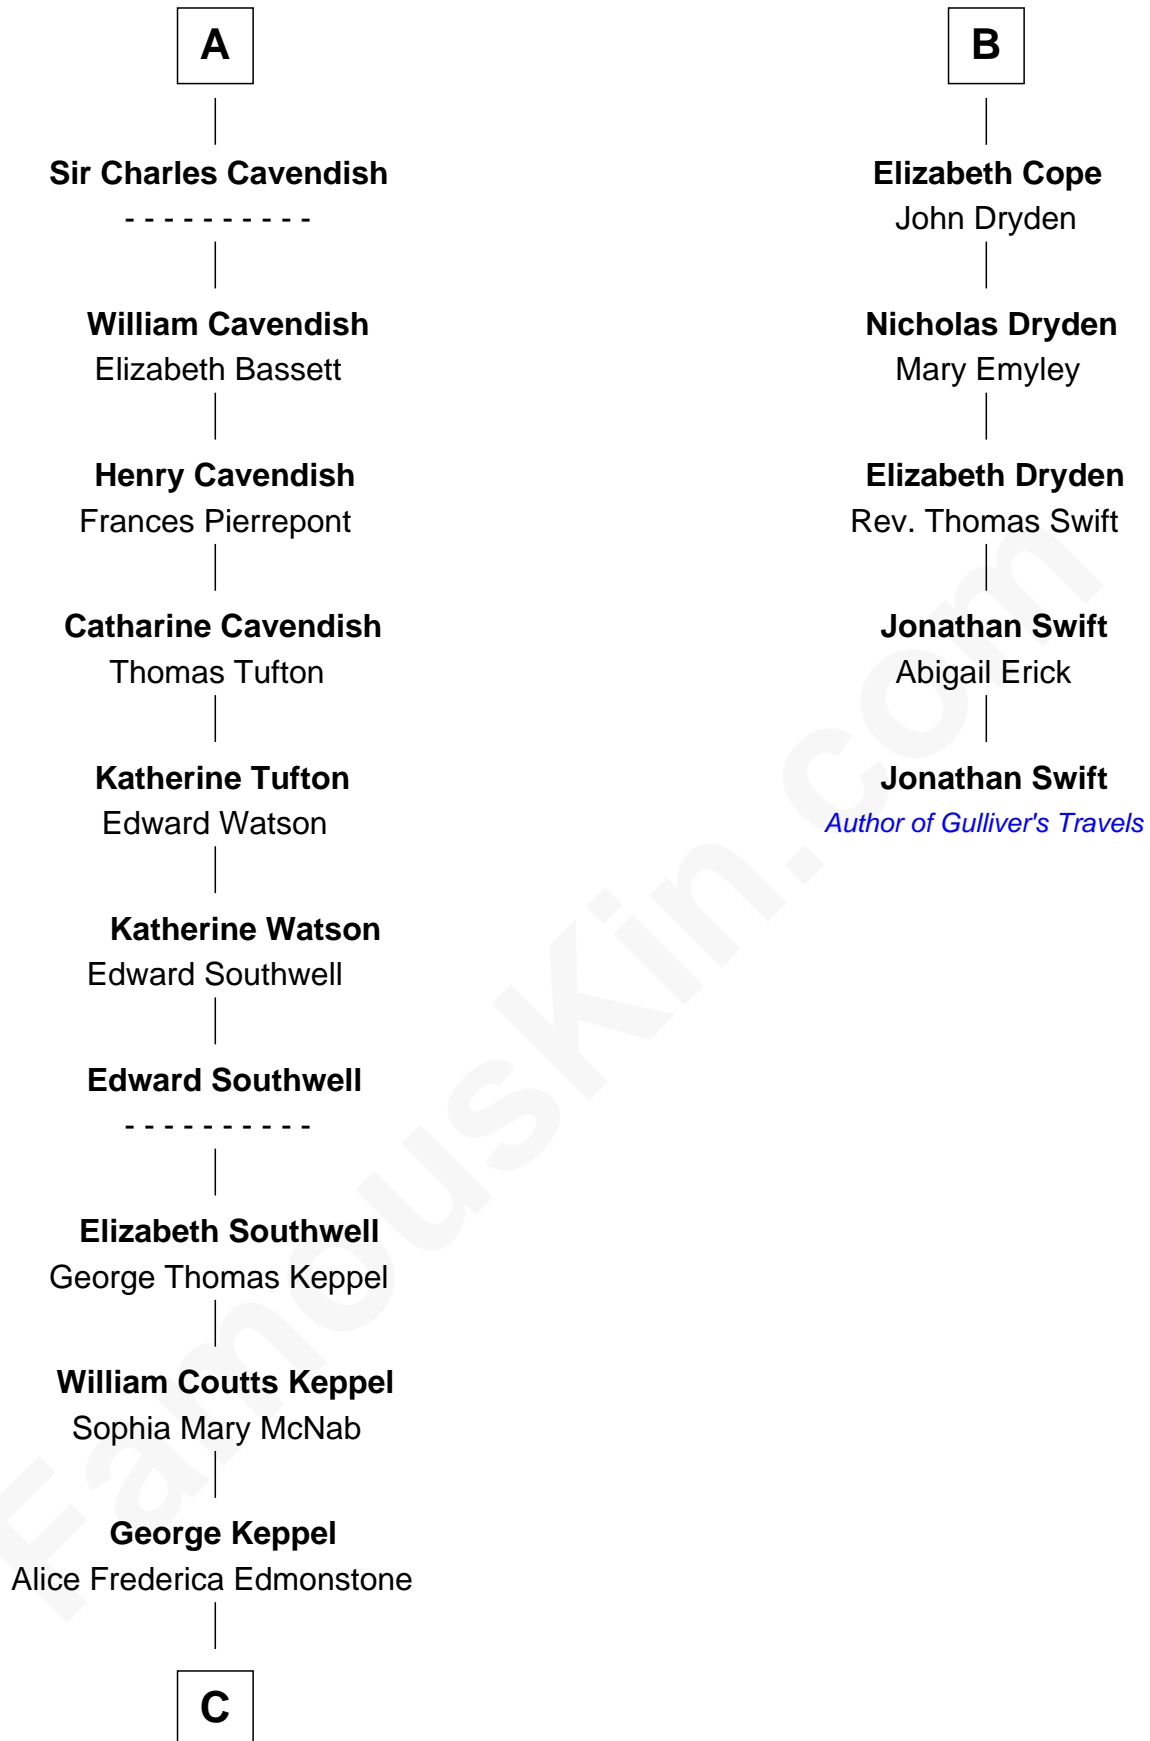 A
Sir Charles Cavendish
- - - - - - - - - -
William Cavendish
Elizabeth Bassett
Henry Cavendish
Frances Pierrepont
Catharine Cavendish
Thomas Tufton
Katherine Tufton
Edward Watson
Katherine Watson
Edward Southwell
Edward Southwell
- - - - - - - - - -
Elizabeth Southwell
George Thomas Keppel
William Coutts Keppel
Sophia Mary McNab
George Keppel
Alice Frederica Edmonstone
C
B
Elizabeth Cope
John Dryden
Nicholas Dryden
Mary Emyley
Elizabeth Dryden
Rev. Thomas Swift
Jonathan Swift
Abigail Erick
Jonathan Swift
Author of Gulliver's Travels
FamousKin.com